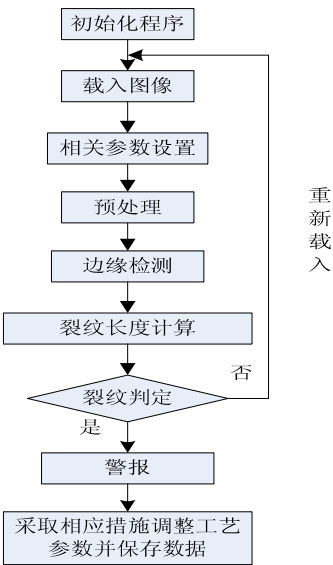 初始化程序
载入图像
相关参数设置
预处理
边缘检测
裂纹长度计算
裂纹判定
否
是
警报
采取相应措施调整工艺
参数并保存数据
重
新
载
入